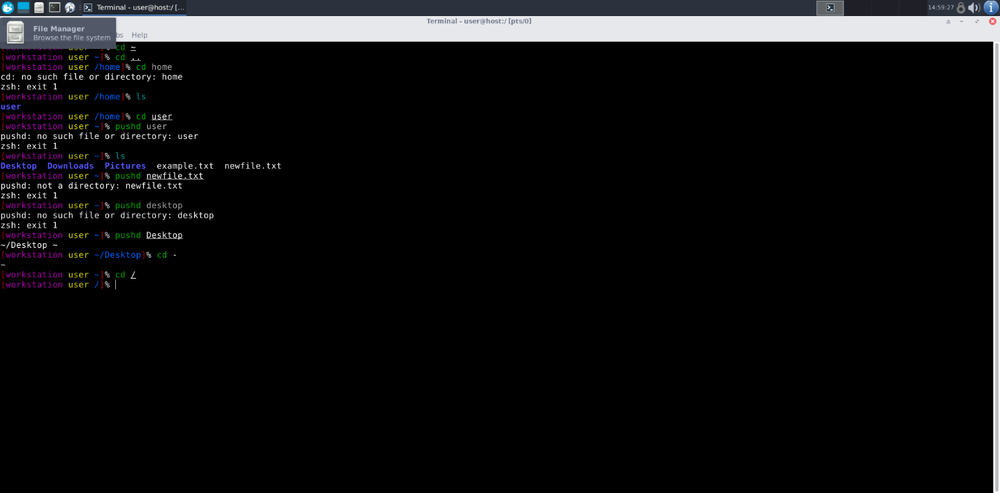 Terminal - user@host:/ [...
14:59:27
Terminal - user@host:/ [pts/0]
File Manager
Browse the file system
bs Help
[workstation user ~]% cd ~
[workstation user ~]% cd ..
[workstation user /home]% cd home
cd: no such file or directory: home
zsh: exit 1
[workstation user /home]% ls
user
[workstation user /home]% cd user
[workstation user ~]% pushd user
pushd: no such file or directory: user
zsh: exit 1
[workstation user ~]% ls
Desktop  Downloads  Pictures  example.txt  newfile.txt
[workstation user ~]% pushd newfile.txt
pushd: not a directory: newfile.txt
zsh: exit 1
[workstation user ~]% pushd desktop
pushd: no such file or directory: desktop
zsh: exit 1
[workstation user ~]% pushd Desktop
~/Desktop ~
[workstation user ~/Desktop]% cd -
~
[workstation user ~]% cd /
[workstation user /]%